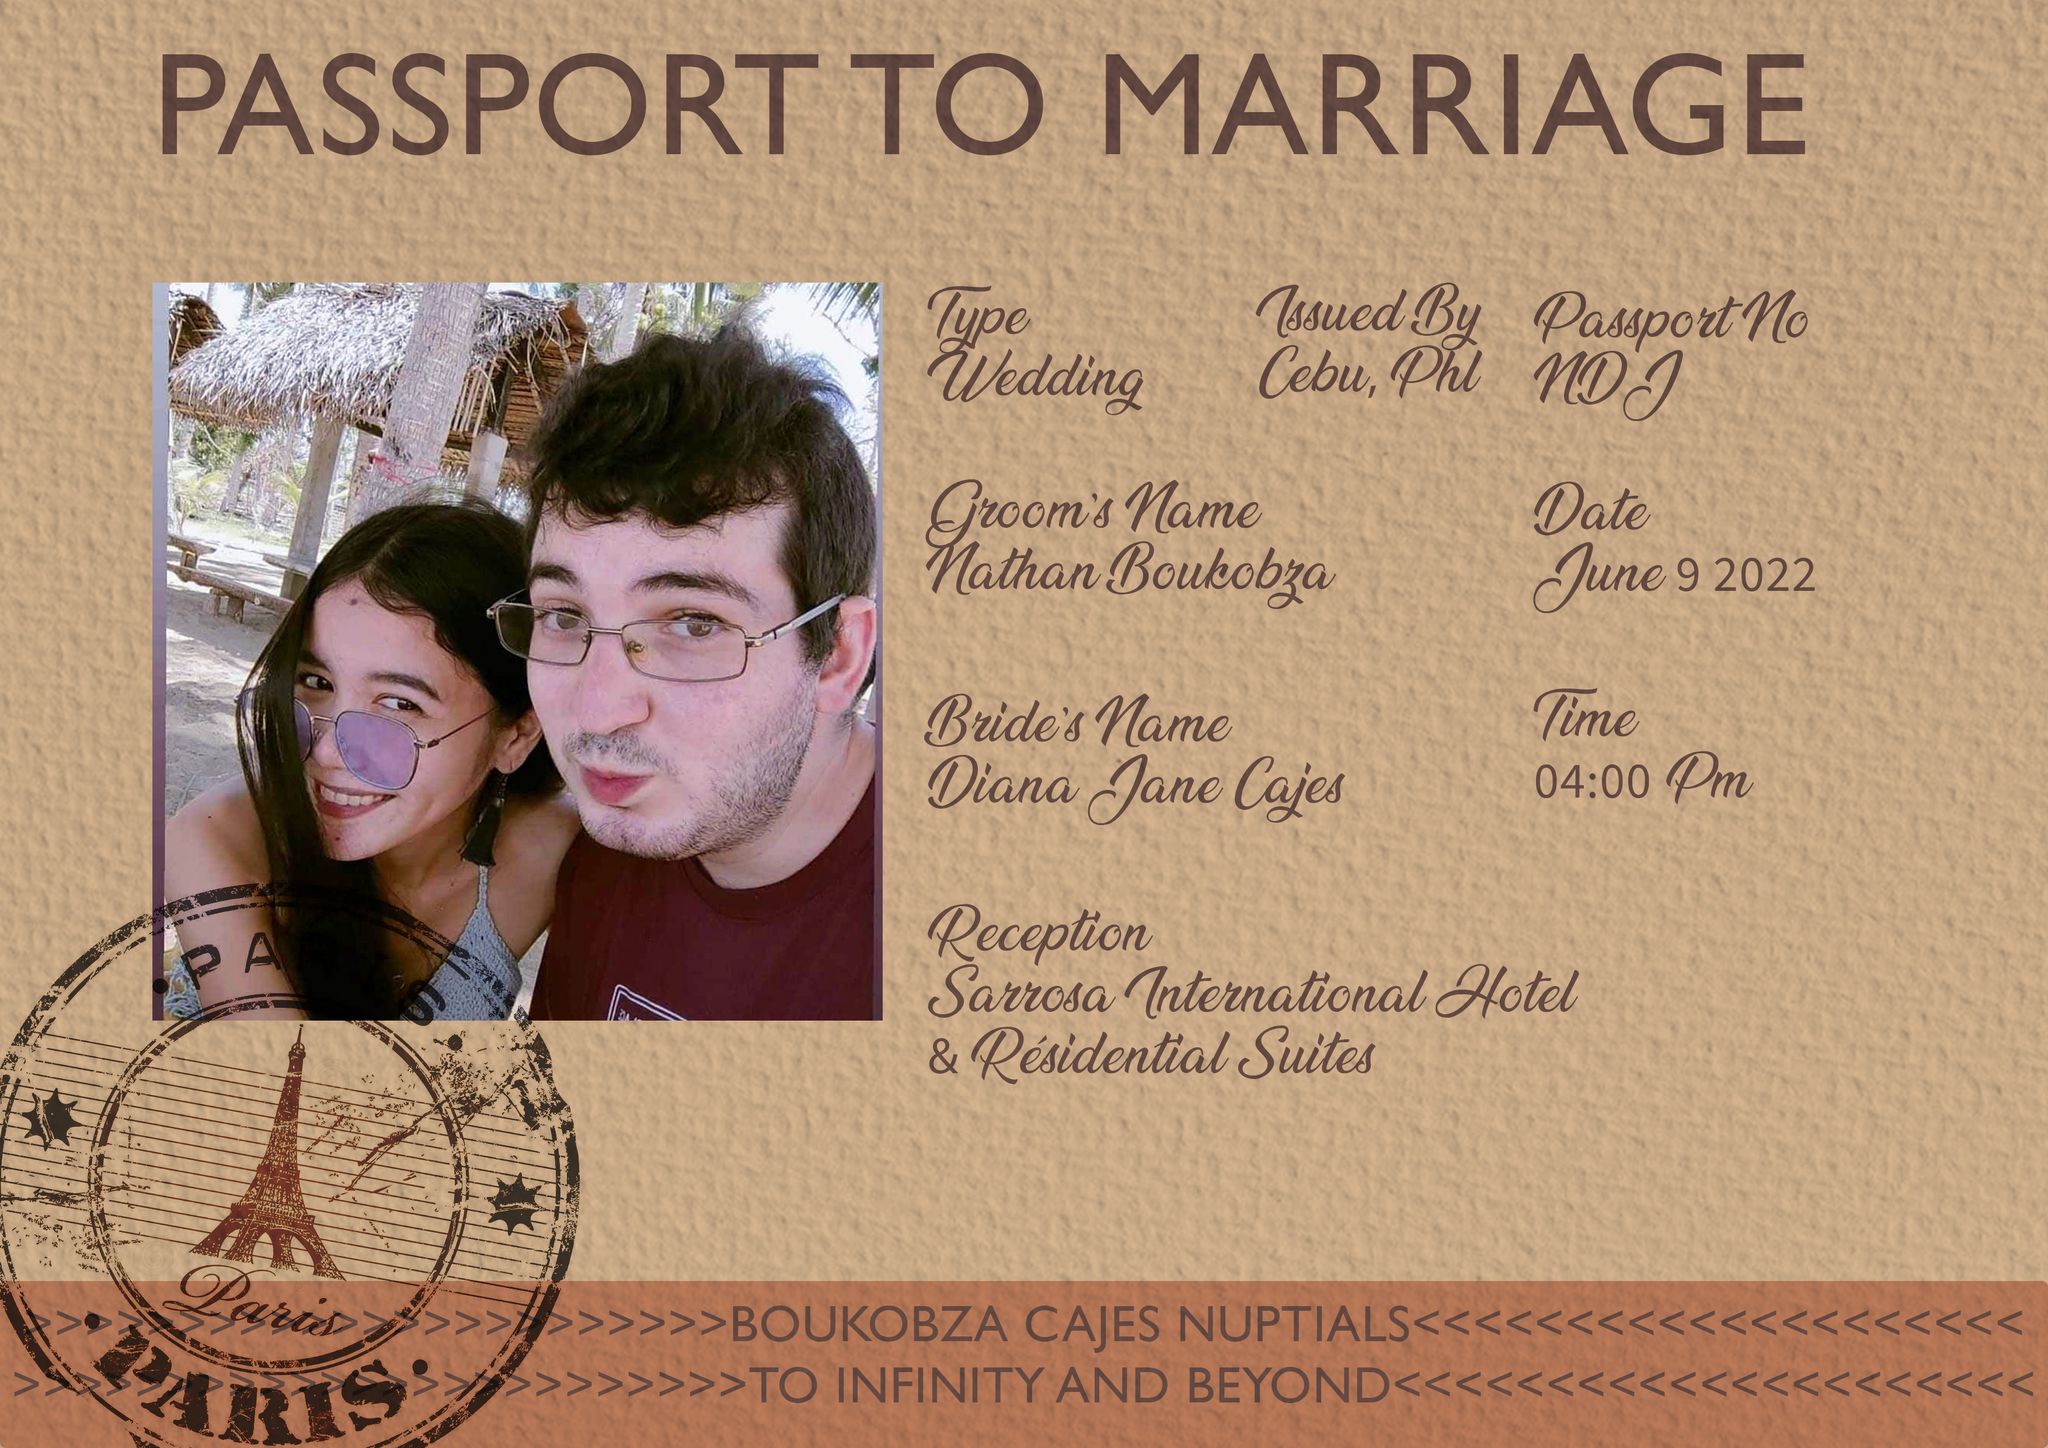 PASSPORT TO MARRIAGE
Type
Wedding
Issued By
Cebu, Phl
Passport No
NDJ
Groom's Name
Nathan Boukobza
Date
June 9 2022
Bride's Name
Diana Jane Cajes
Time
04:00 Pm
Reception
Sarrosa International Hotel
& Résidential Suites
PARIS
Paris
PARIS
>>>>>>>>>>>>>>>>>>>>>>>>BOUKOBZA CAJES NUPTIALS<<<<<<<<<<<<<<<<<<<<<<
>>>>>>>>>>>>>>>>>>>>>>>>TO INFINITY AND BEYOND<<<<<<<<<<<<<<<<<<<<<<<